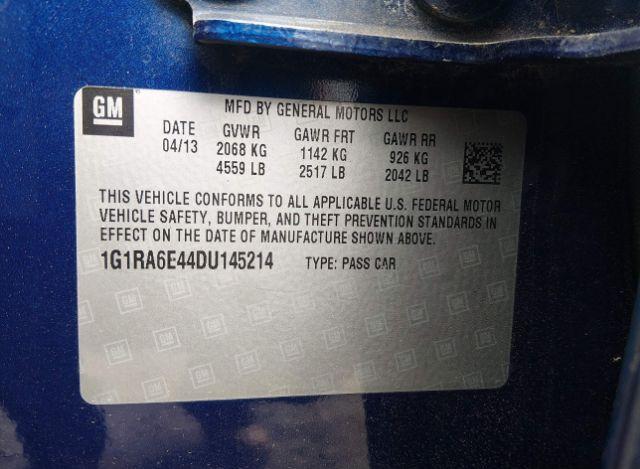 GM
MFD BY GENERAL MOTORS LLC
DATE GVWR GAWR FRT GAWR RR
04/13 2068 KG 1142 KG 926 KG
4559 LB 2517 LB 2042 LB
THIS VEHICLE CONFORMS TO ALL APPLICABLE U.S. FEDERAL MOTOR
VEHICLE SAFETY, BUMPER, AND THEFT PREVENTION STANDARDS IN
EFFECT ON THE DATE OF MANUFACTURE SHOWN ABOVE.
1G1RA6E44DU145214 TYPE: PASS CAR